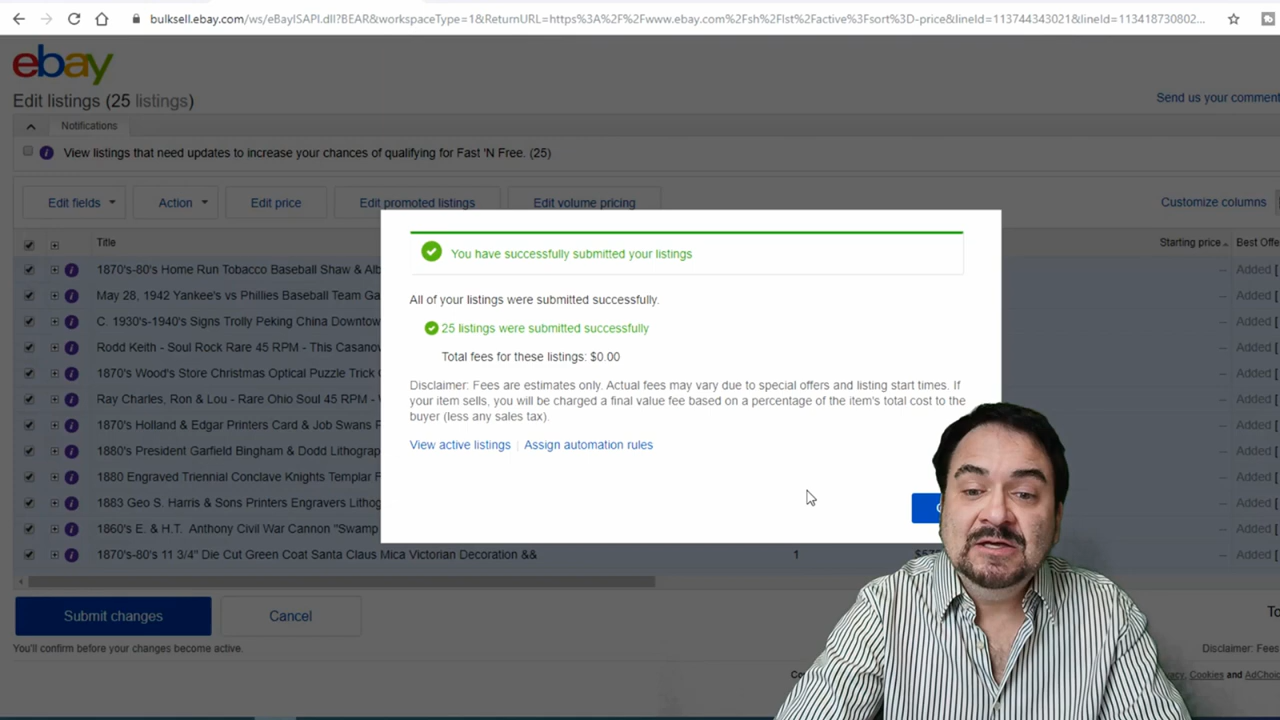 bulksell.ebay.com/ws/eBayISAPI.dll?BEAR&workspaceType=1&ReturnURL=https%3A%2F%2Fwww.ebay.com%2Fsh%2Flst%2Factive%3Fsort%3D-price&lineId=113744343021&lineId=113418730802...
ebay
Edit listings (25 listings)
Send us your comment
Notifications
View listings that need updates to increase your chances of qualifying for Fast 'N Free. (25)
Edit fields Action Edit price Edit promoted listings Edit volume pricing Customize columns
Title Starting price Best Offe
1870's-80's Home Run Tobacco Baseball Shaw & Alb -- Added [
May 28, 1942 Yankee's vs Phillies Baseball Team Ga -- Added [
C. 1930's-1940's Signs Trolly Peking China Downtow -- Added [
Rodd Keith - Soul Rock Rare 45 RPM - This Casanov -- Added [
1870's Wood's Store Christmas Optical Puzzle Trick -- Added [
Ray Charles, Ron & Lou - Rare Ohio Soul 45 RPM - -- Added [
1870's Holland & Edgar Printers Card & Job Swans F -- Added [
1880's President Garfield Bingham & Dodd Lithograp -- Added [
1880 Engraved Triennial Conclave Knights Templar -- Added [
1883 Geo S. Harris & Sons Printers Engravers Lithog -- Added [
1860's E. & H.T. Anthony Civil War Cannon "Swamp -- Added [
1870's-80's 11 3/4" Die Cut Green Coat Santa Claus Mica Victorian Decoration && 1 -- Added [
You have successfully submitted your listings
All of your listings were submitted successfully.
25 listings were submitted successfully
Total fees for these listings: $0.00
Disclaimer: Fees are estimates only. Actual fees may vary due to special offers and listing start times. If
your item sells, you will be charged a final value fee based on a percentage of the item's total cost to the
buyer (less any sales tax).
View active listings | Assign automation rules
Submit changes Cancel
To
You'll confirm before your changes become active.
Disclaimer: Fees
Cookies and AdChoic